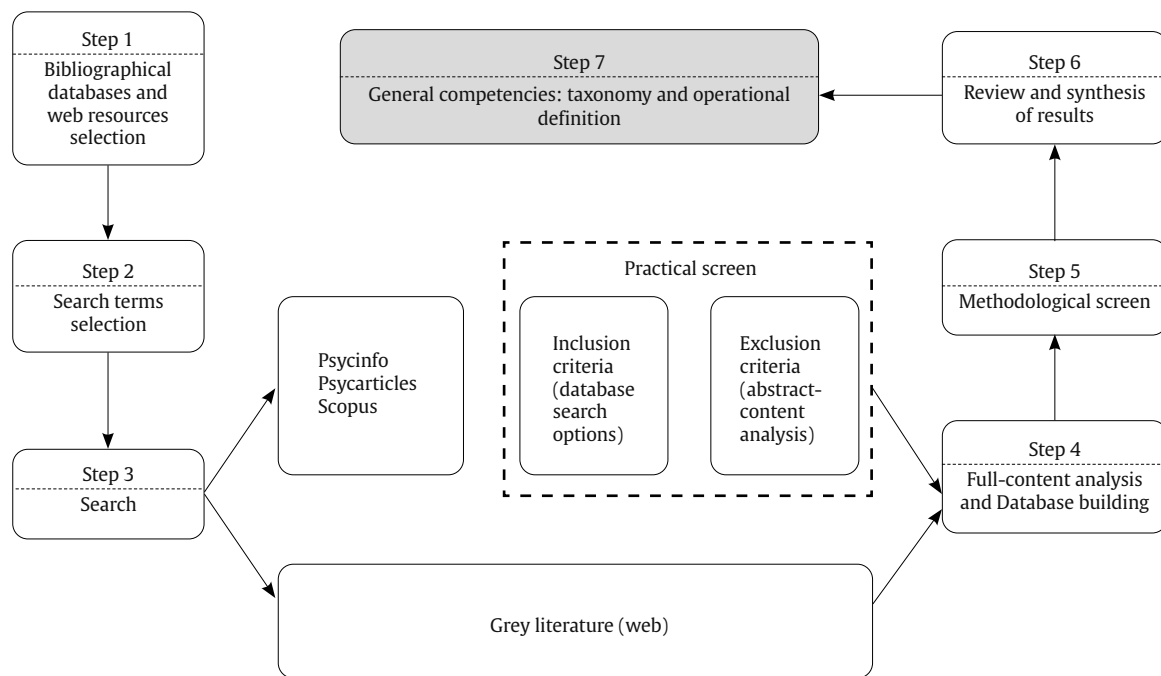 Step 1
Bibliographical
databases and
web resources
selection
Step 2
Search terms
selection
Step 3
Search
Psycinfo
Psycarticles
Scopus
Practical screen
Inclusion
criteria
(database
search
options)
Exclusion
criteria
(abstract-
content
analysis)
Grey literature (web)
Step 4
Full-content analysis
and Database building
Step 5
Methodological screen
Step 6
Review and synthesis
of results
Step 7
General competencies: taxonomy and operational
definition